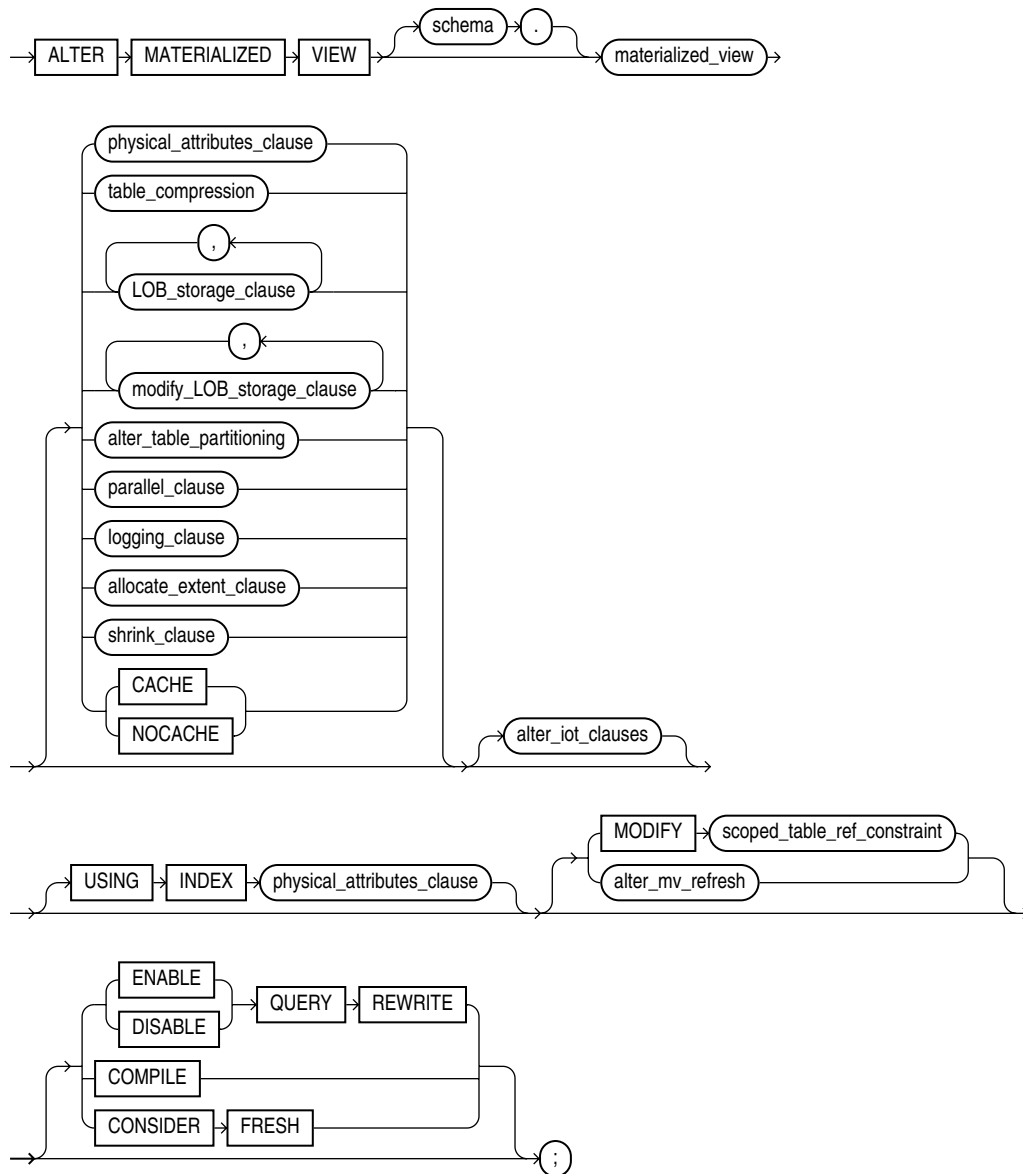 schema .
ALTER MATERIALIZED VIEW materialized_view
physical_attributes_clause
table_compression
,
LOB_storage_clause
,
modify_LOB_storage_clause
alter_table_partitioning
parallel_clause
logging_clause
allocate_extent_clause
shrink_clause
CACHE
NOCACHE
alter_iot_clauses
MODIFY scoped_table_ref_constraint
USING INDEX physical_attributes_clause
alter_mv_refresh
ENABLE
QUERY REWRITE
DISABLE
COMPILE
CONSIDER FRESH
;